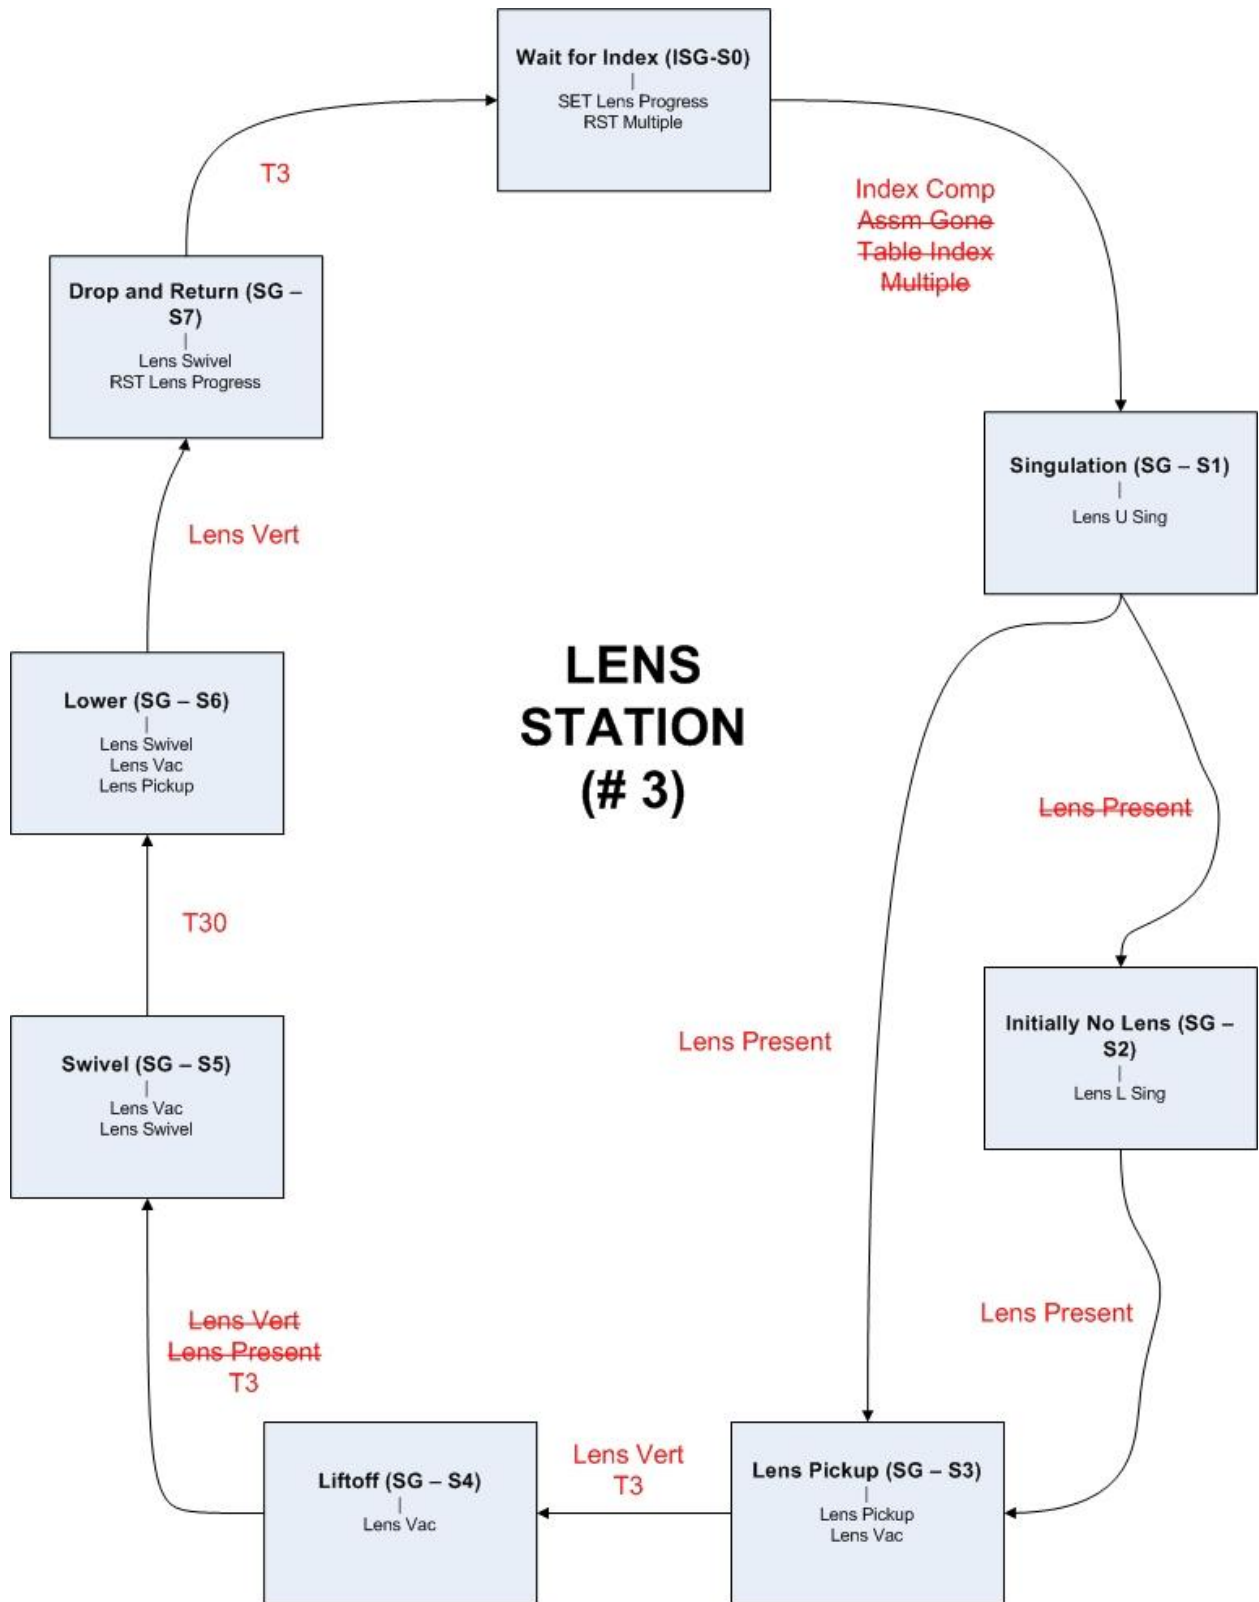 Wait for Index (ISG-S0)
|
SET Lens Progress
RST Multiple
T3
Index Comp
Assm Gone
Table Index
Multiple
Drop and Return (SG –
S7)
|
Lens Swivel
RST Lens Progress
Singulation (SG – S1)
|
Lens U Sing
Lens Vert
LENS
STATION
(# 3)
Lower (SG – S6)
|
Lens Swivel
Lens Vac
Lens Pickup
Lens Present
T30
Initially No Lens (SG –
S2)
|
Lens L Sing
Lens Present
Swivel (SG – S5)
|
Lens Vac
Lens Swivel
Lens Present
Lens Vert
Lens Present
T3
Liftoff (SG – S4)
|
Lens Vac
Lens Vert
T3
Lens Pickup (SG – S3)
|
Lens Pickup
Lens Vac